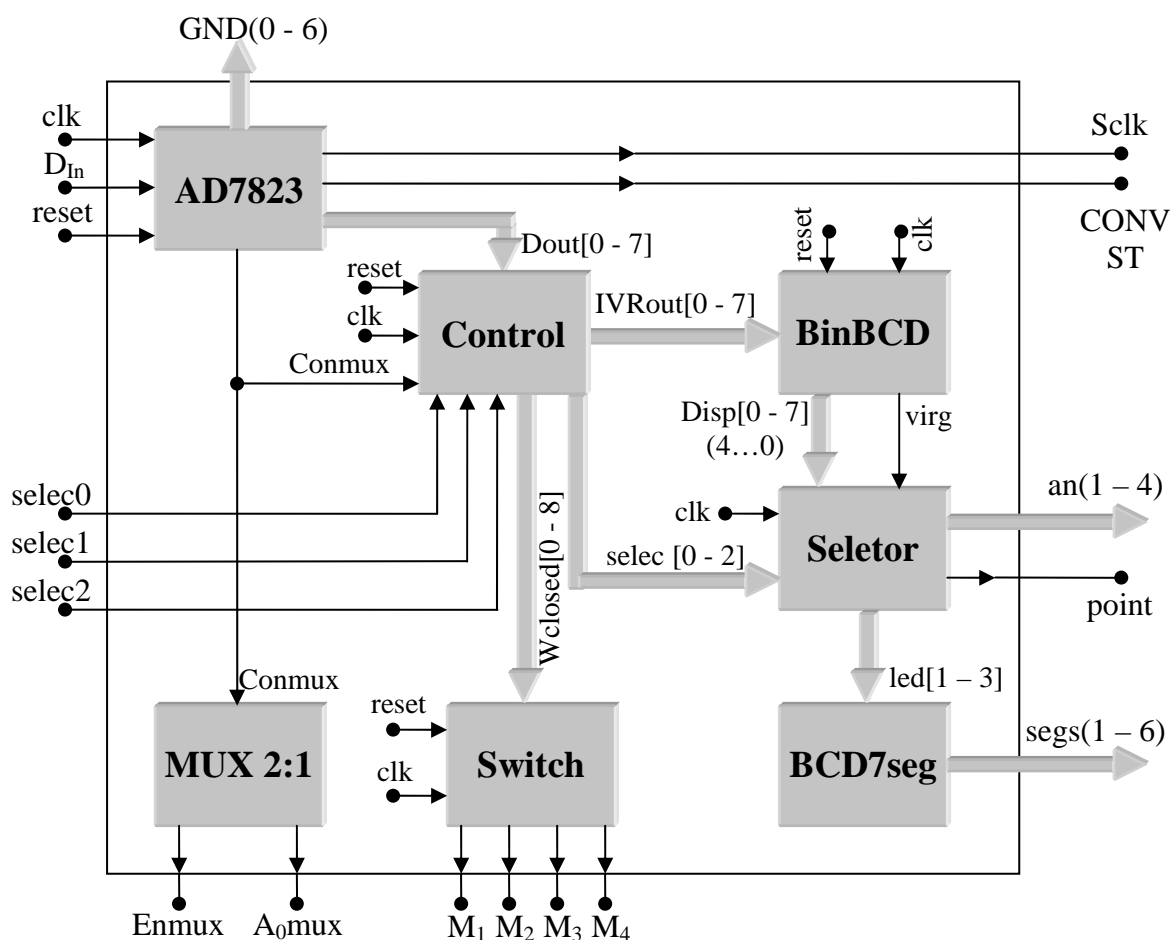 GND(0 - 6)
clk
D_In
reset
AD7823
Sclk
CONV
ST
Dout[0 - 7]
reset
clk
reset
clk
Control
IVRout[0 - 7]
BinBCD
Conmux
Disp[0 - 7]
(4…0)
virg
selec0
selec1
selec2
Wclosed[0 - 8]
clk
selec [0 - 2]
Seletor
an(1 – 4)
point
Conmux
led[1 – 3]
MUX 2:1
reset
clk
Switch
BCD7seg
segs(1 – 6)
Enmux
A₀mux
M₁ M₂ M₃ M₄